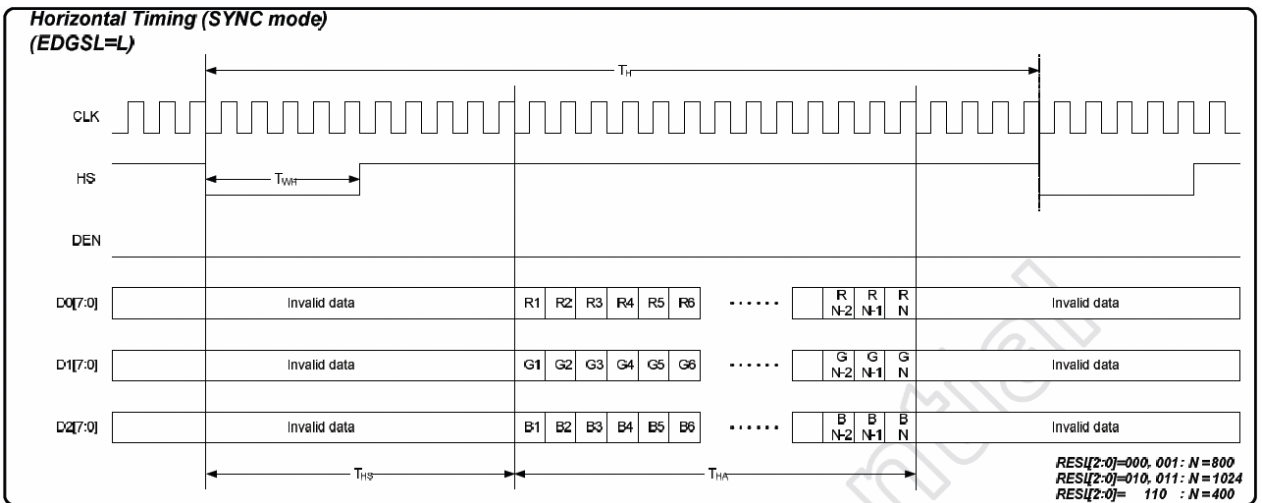 Horizontal Timing (SYNC mode)
(EDGSL=L)
TH
CLK
HS
TWH
DEN
D0[7:0] Invalid data R1 R2 R3 R4 R5 R6 ...... R N-2 R N-1 R N Invalid data
D1[7:0] Invalid data G1 G2 G3 G4 G5 G6 ...... G N-2 G N-1 G N Invalid data
D2[7:0] Invalid data B1 B2 B3 B4 B5 B6 ...... B N-2 B N-1 B N Invalid data
THS THA
RESL[2:0]=000, 001 : N = 800
RESL[2:0]=010, 011 : N = 1024
RESL[2:0]= 110 : N = 400